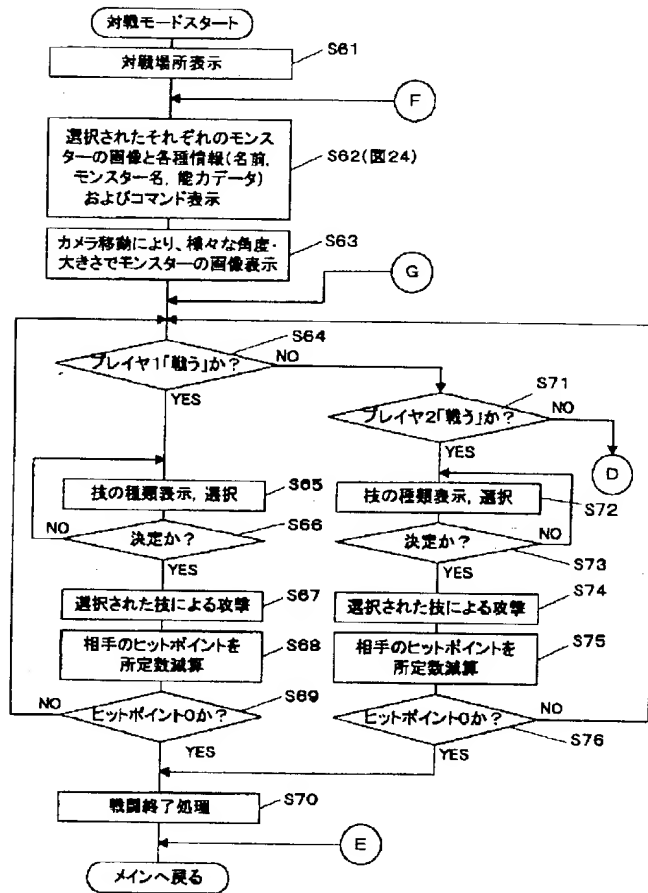 対戦モードスタート
対戦場所表示
S61
F
選択されたそれぞれのモンス
ターの画像と各種情報(名前,
モンスター名, 能力データ)
およびコマンド表示
S62(図24)
カメラ移動により、様々な角度・
大きさでモンスターの画像表示
S63
G
プレイヤ1「戦う」か?
S64
NO
YES
プレイヤ2「戦う」か?
S71
NO
YES
D
技の種類表示, 選択
S65
決定か?
S66
NO
YES
選択された技による攻撃
S67
相手のヒットポイントを
所定数減算
S68
ヒットポイント0か?
S69
NO
YES
技の種類表示, 選択
S72
決定か?
S73
NO
YES
選択された技による攻撃
S74
相手のヒットポイントを
所定数減算
S75
ヒットポイント0か?
S76
NO
YES
戦闘終了処理
S70
E
メインへ戻る